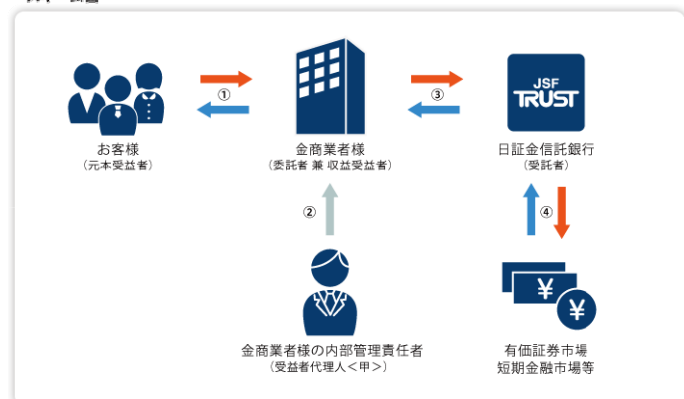 ①
③
JSF
TRUST
お客様
（元本受益者）
金商業者様
（委託者 兼 収益受益者）
日証金信託銀行
（受託者）
②
④
¥
¥
金商業者様の内部管理責任者
（受益者代理人＜甲＞）
有価証券市場
短期金融市場等